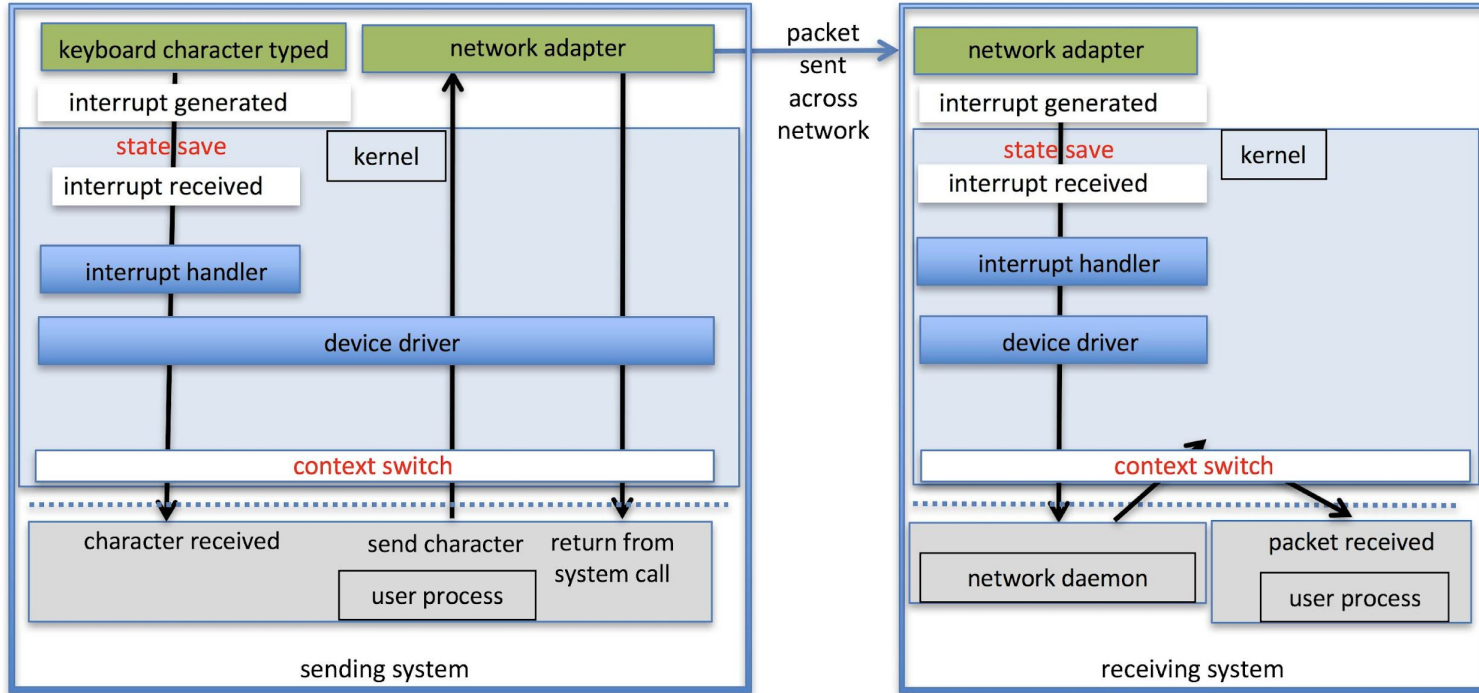 keyboard character typed
network adapter
packet
sent
across
network
network adapter
interrupt generated
state save
kernel
interrupt received
interrupt handler
device driver
context switch
character received
send character
return from
system call
user process
sending system
interrupt generated
state save
kernel
interrupt received
interrupt handler
device driver
context switch
network daemon
packet received
user process
receiving system